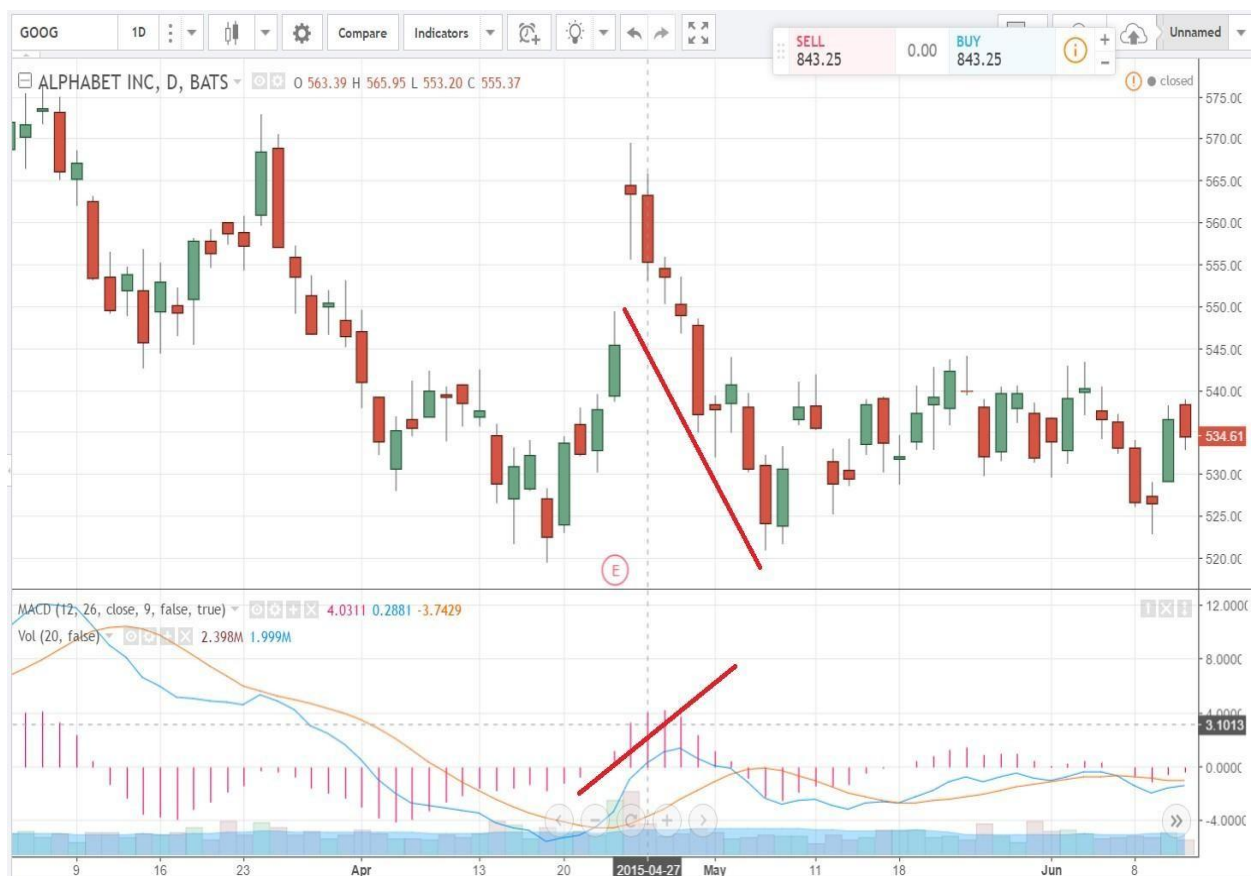 GOOG 1D Compare Indicators Unnamed
SELL 843.25 0.00 BUY 843.25 i + −
ALPHABET INC, D, BATS O 563.39 H 565.95 L 553.20 C 555.37
! closed
575.00
570.00
565.00
560.00
555.00
550.00
545.00
540.00
534.61
530.00
525.00
520.00
E
MACD (12, 26, close, 9, false, true) 4.0311 0.2881 -3.7429
Vol (20, false) 2.398M 1.999M
12.0000
8.0000
4.0000
3.1013
0.0000
-4.0000
9 16 23 Apr 13 20 2015-04-27 May 11 18 Jun 8